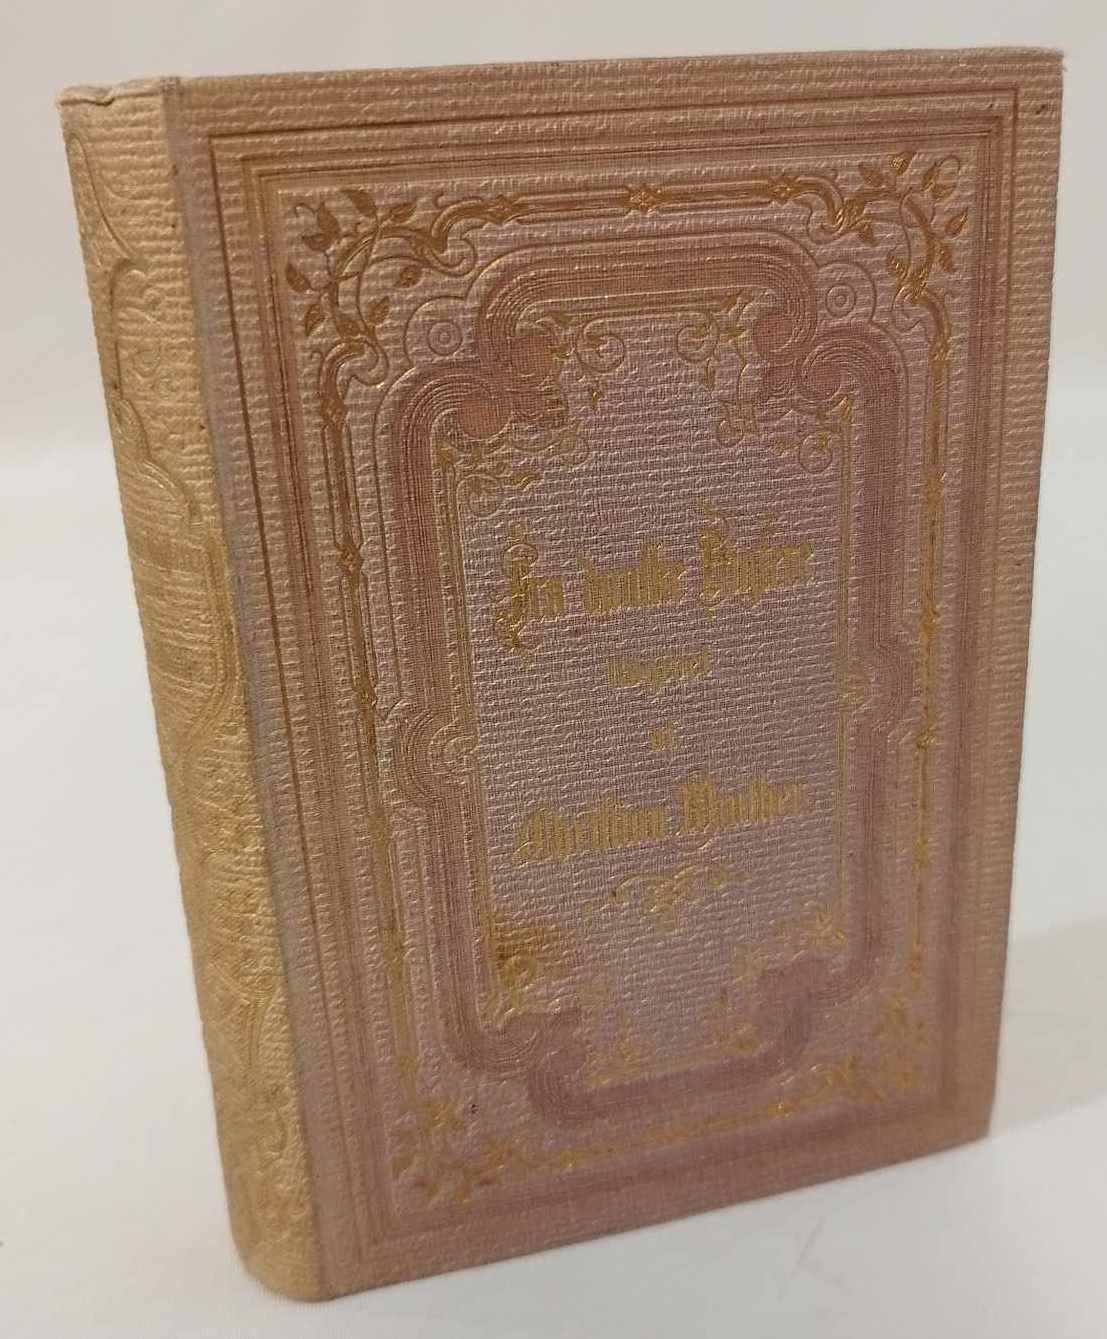 Fra danske Digtere
af
Christian Winther